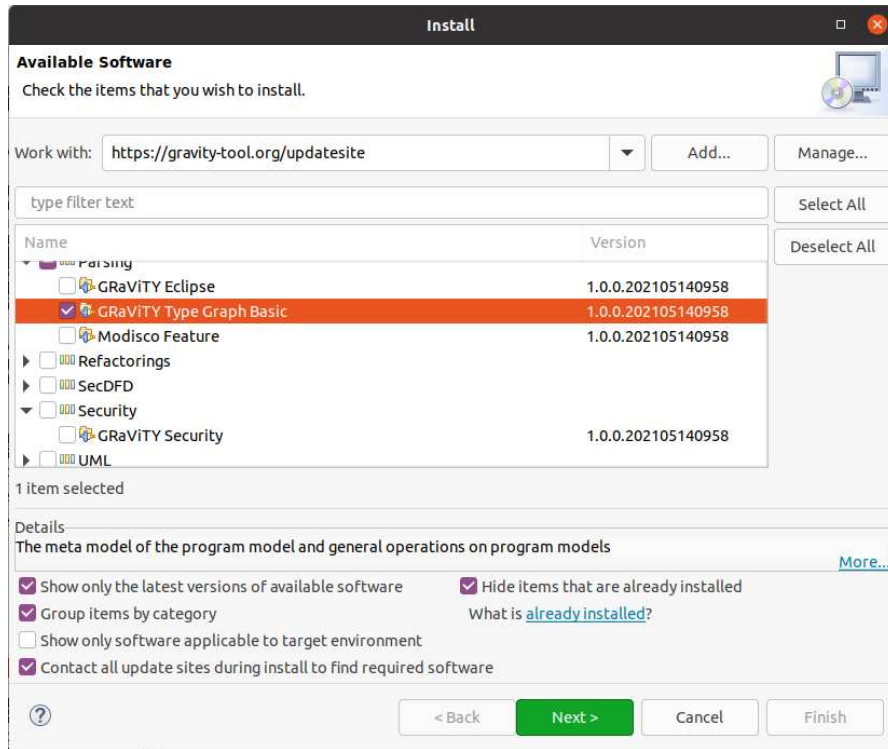 Install
Available Software
Check the items that you wish to install.
Work with: https://gravity-tool.org/updatesite Add... Manage...
type filter text Select All
Name Version Deselect All
Parsing
GRaViTY Eclipse 1.0.0.202105140958
GRaViTY Type Graph Basic 1.0.0.202105140958
Modisco Feature 1.0.0.202105140958
Refactorings
SecDFD
Security
GRaViTY Security 1.0.0.202105140958
UML
1 item selected
Details
The meta model of the program model and general operations on program models
More...
Show only the latest versions of available software Hide items that are already installed
Group items by category What is already installed?
Show only software applicable to target environment
Contact all update sites during install to find required software
? < Back Next > Cancel Finish